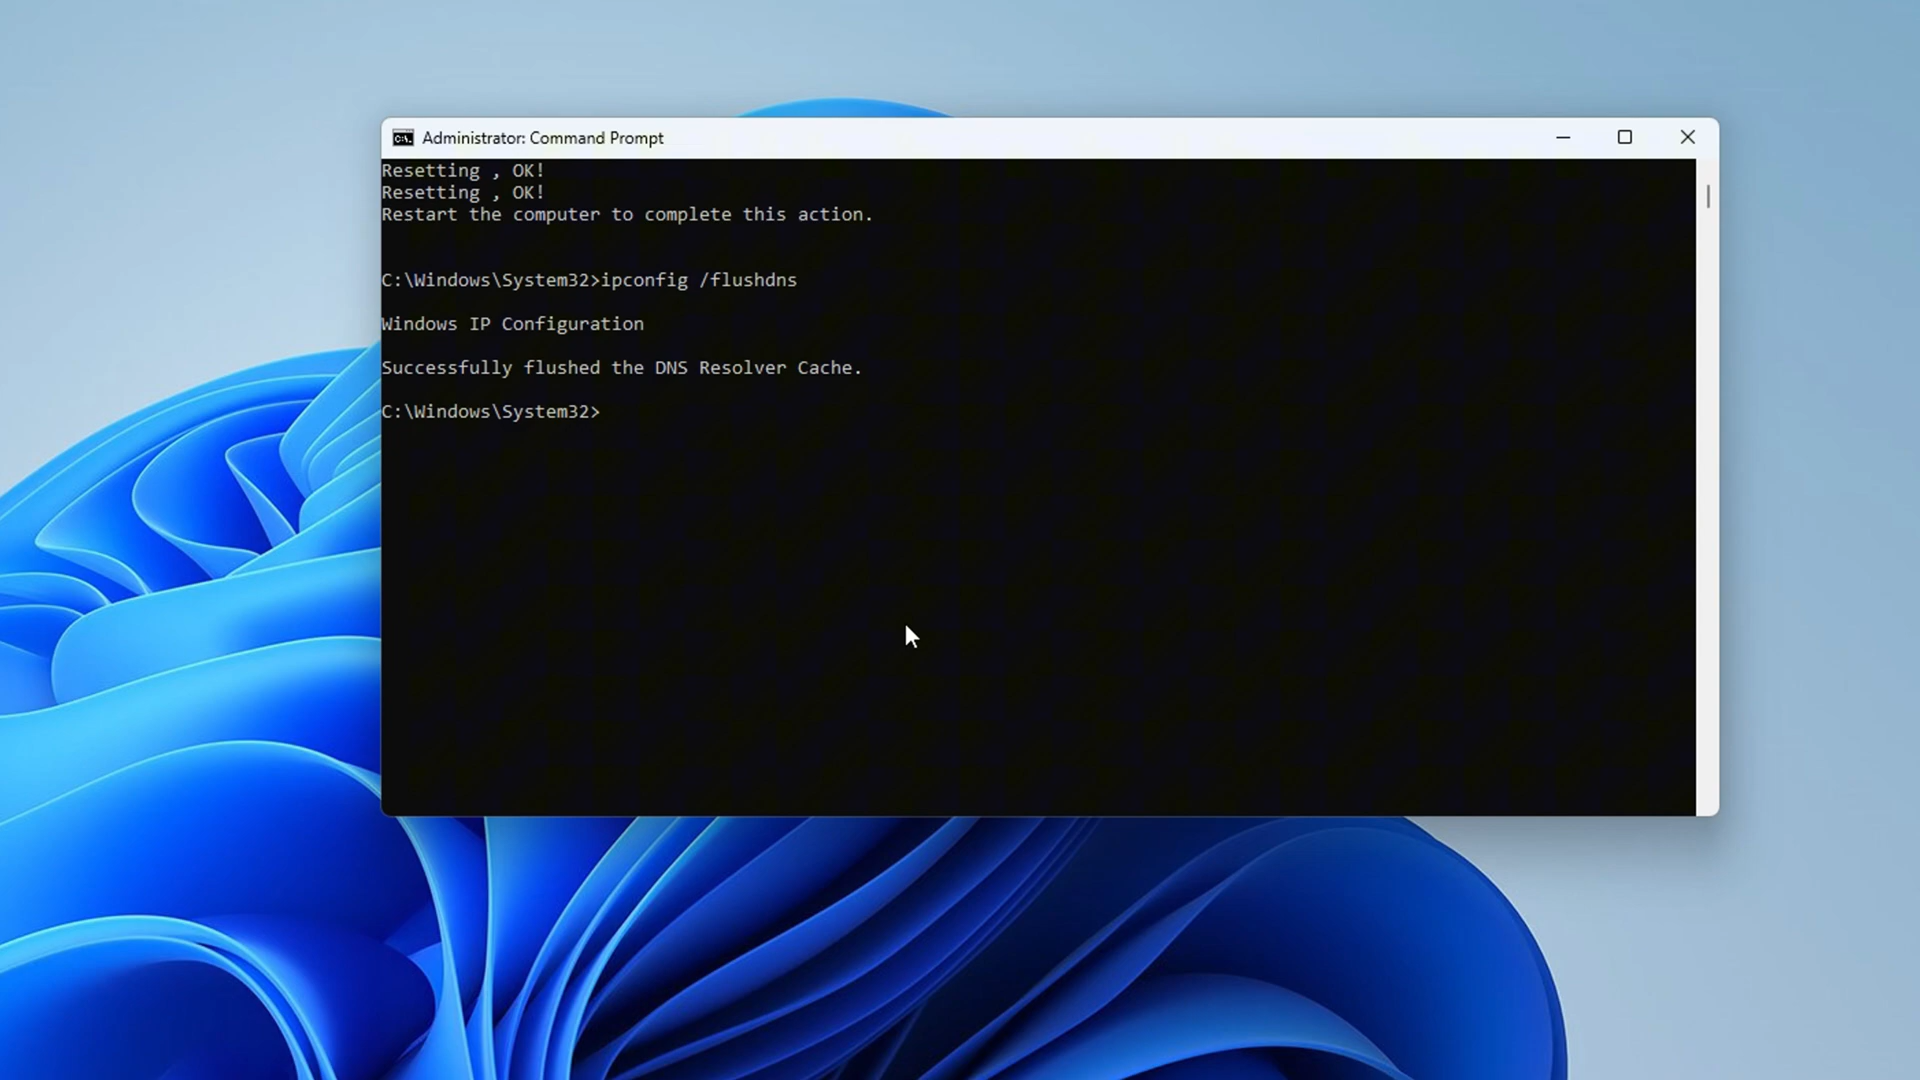 Administrator: Command Prompt
Resetting , OK!
Resetting , OK!
Restart the computer to complete this action.
C:\Windows\System32>ipconfig /flushdns
Windows IP Configuration
Successfully flushed the DNS Resolver Cache.
C:\Windows\System32>